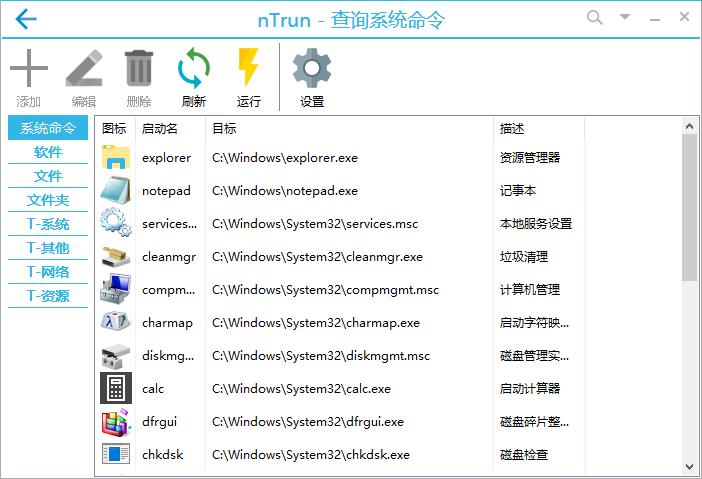 nTrun - 查询系统命令
添加 编辑 删除 刷新 运行 设置
系统命令
软件
文件
文件夹
T-系统
T-其他
T-网络
T-资源
图标 启动名 目标 描述
explorer C:\Windows\explorer.exe 资源管理器
notepad C:\Windows\notepad.exe 记事本
services... C:\Windows\System32\services.msc 本地服务设置
cleanmgr C:\Windows\System32\cleanmgr.exe 垃圾清理
compm... C:\Windows\System32\compmgmt.msc 计算机管理
charmap C:\Windows\System32\charmap.exe 启动字符映...
diskmg... C:\Windows\System32\diskmgmt.msc 磁盘管理实...
calc C:\Windows\System32\calc.exe 启动计算器
dfrgui C:\Windows\System32\dfrgui.exe 磁盘碎片整...
chkdsk C:\Windows\System32\chkdsk.exe 磁盘检查